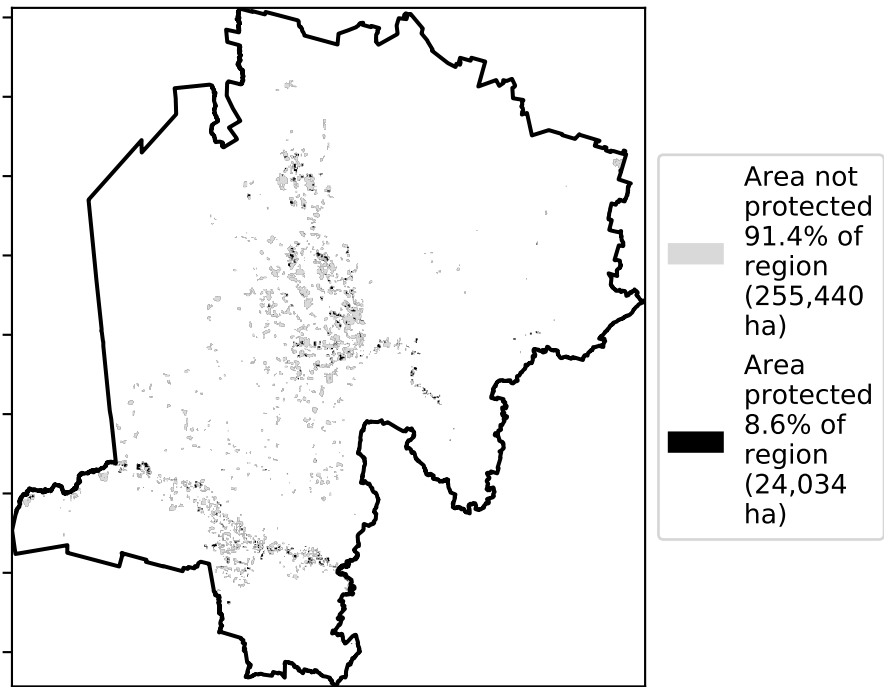 Area not
protected
91.4% of
region
(255,440
ha)
Area
protected
8.6% of
region
(24,034
ha)